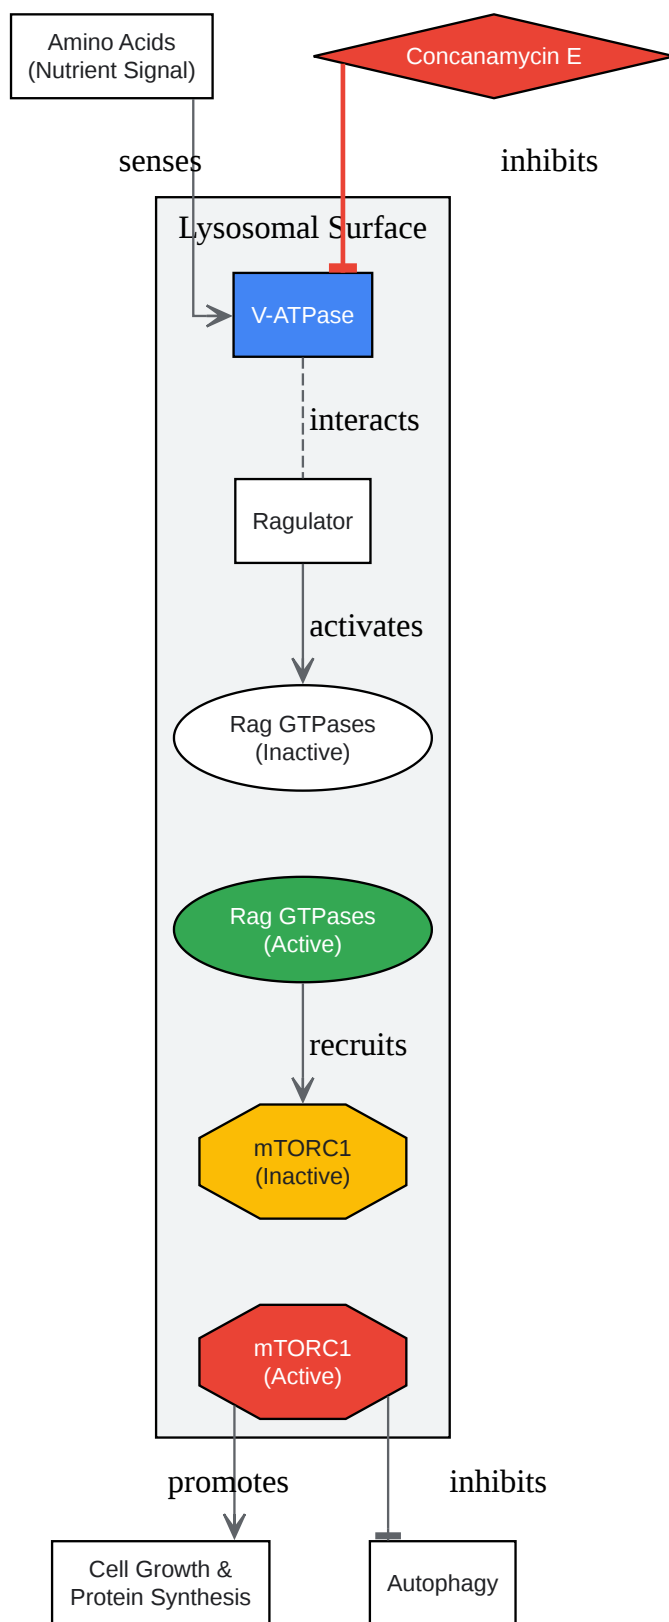 Amino Acids
(Nutrient Signal)
Concanamycin E
senses
inhibits
Lysosomal Surface
V-ATPase
interacts
Ragulator
activates
Rag GTPases
(Inactive)
Rag GTPases
(Active)
recruits
mTORC1
(Inactive)
mTORC1
(Active)
promotes
inhibits
Cell Growth &
Protein Synthesis
Autophagy